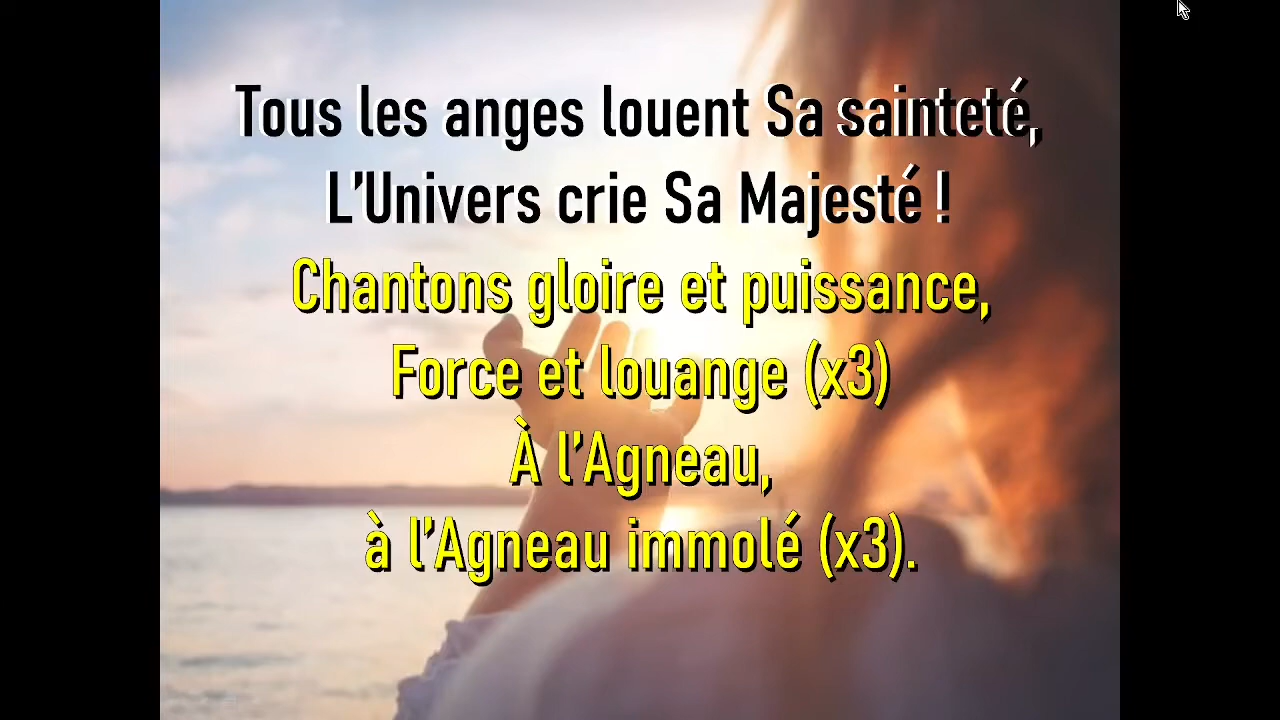 Tous les anges louent Sa sainteté,
L'Univers crie Sa Majesté !
Chantons gloire et puissance,
Force et louange (x3)
À l'Agneau,
à l'Agneau immolé (x3).